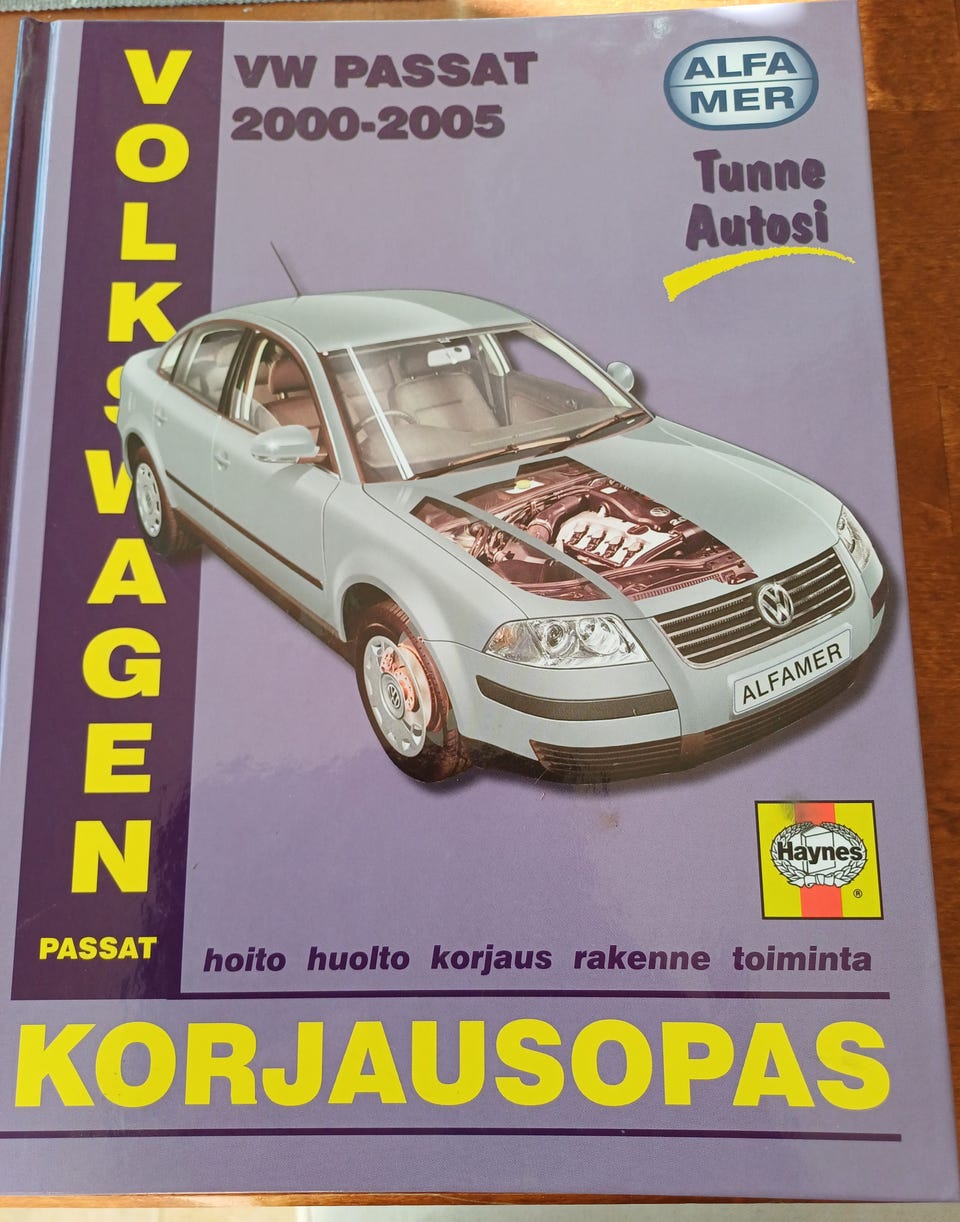 VOLKSWAGEN
PASSAT
VW PASSAT
2000-2005
ALFA
MER
Tunne
Autosi
ALFAMER
Haynes
®
hoito huolto korjaus rakenne toiminta
KORJAUSOPAS